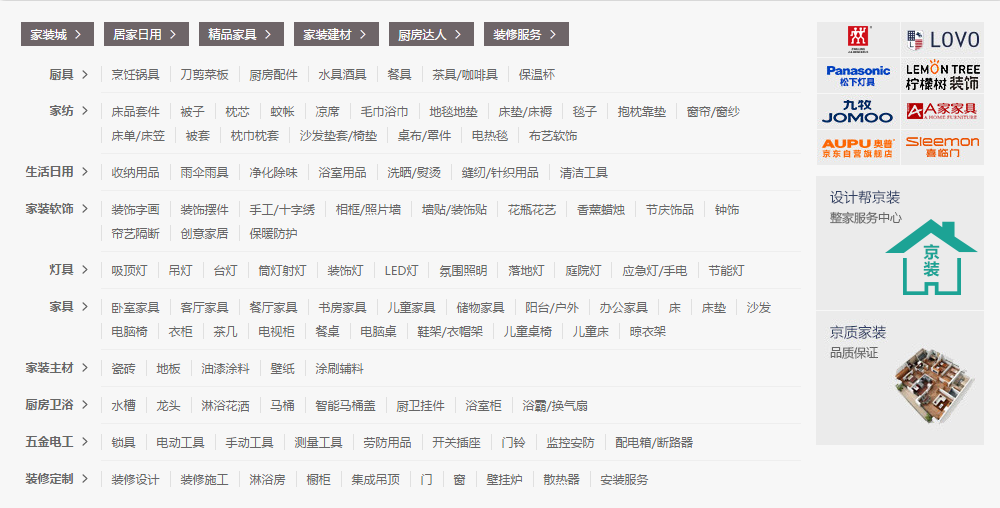 家装城 居家日用 精品家具 家装建材 厨房达人 装修服务
厨具 烹饪锅具 刀剪菜板 厨房配件 水具酒具 餐具 茶具/咖啡具 保温杯
家纺 床品套件 被子 枕芯 蚊帐 凉席 毛巾浴巾 地毯地垫 床垫/床褥 毯子 抱枕靠垫 窗帘/窗纱
床单/床笠 被套 枕巾枕套 沙发垫套/椅垫 桌布/罩件 电热毯 布艺软饰
生活日用 收纳用品 雨伞雨具 净化除味 浴室用品 洗晒/熨烫 缝纫/针织用品 清洁工具
家装软饰 装饰字画 装饰摆件 手工/十字绣 相框/照片墙 墙贴/装饰贴 花瓶花艺 香薰蜡烛 节庆饰品 钟饰
帘艺隔断 创意家居 保暖防护
灯具 吸顶灯 吊灯 台灯 筒灯射灯 装饰灯 LED灯 氛围照明 落地灯 庭院灯 应急灯/手电 节能灯
家具 卧室家具 客厅家具 餐厅家具 书房家具 儿童家具 储物家具 阳台/户外 办公家具 床 床垫 沙发
电脑椅 衣柜 茶几 电视柜 餐桌 电脑桌 鞋架/衣帽架 儿童桌椅 儿童床 晾衣架
家装主材 瓷砖 地板 油漆涂料 壁纸 涂刷辅料
厨房卫浴 水槽 龙头 淋浴花洒 马桶 智能马桶盖 厨卫挂件 浴室柜 浴霸/换气扇
五金电工 锁具 电动工具 手动工具 测量工具 劳防用品 开关插座 门铃 监控安防 配电箱/断路器
装修定制 装修设计 装修施工 淋浴房 橱柜 集成吊顶 门 窗 壁挂炉 散热器 安装服务
LOVO
Panasonic
松下灯具
LEMON TREE
柠檬树装饰
九牧
JOMOO
A家家具
A HOME FURNITURE
AUPU奥普
京东自营旗舰店
Sleemon
喜临门
设计帮京装
整家服务中心
京
装
京质家装
品质保证